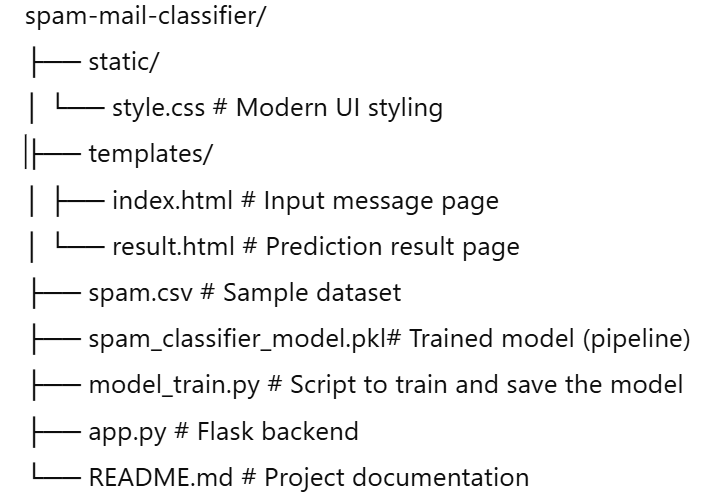 spam-mail-classifier/
├── static/
│ └── style.css # Modern UI styling
├── templates/
│ ├── index.html # Input message page
│ └── result.html # Prediction result page
├── spam.csv # Sample dataset
├── spam_classifier_model.pkl# Trained model (pipeline)
├── model_train.py # Script to train and save the model
├── app.py # Flask backend
└── README.md # Project documentation